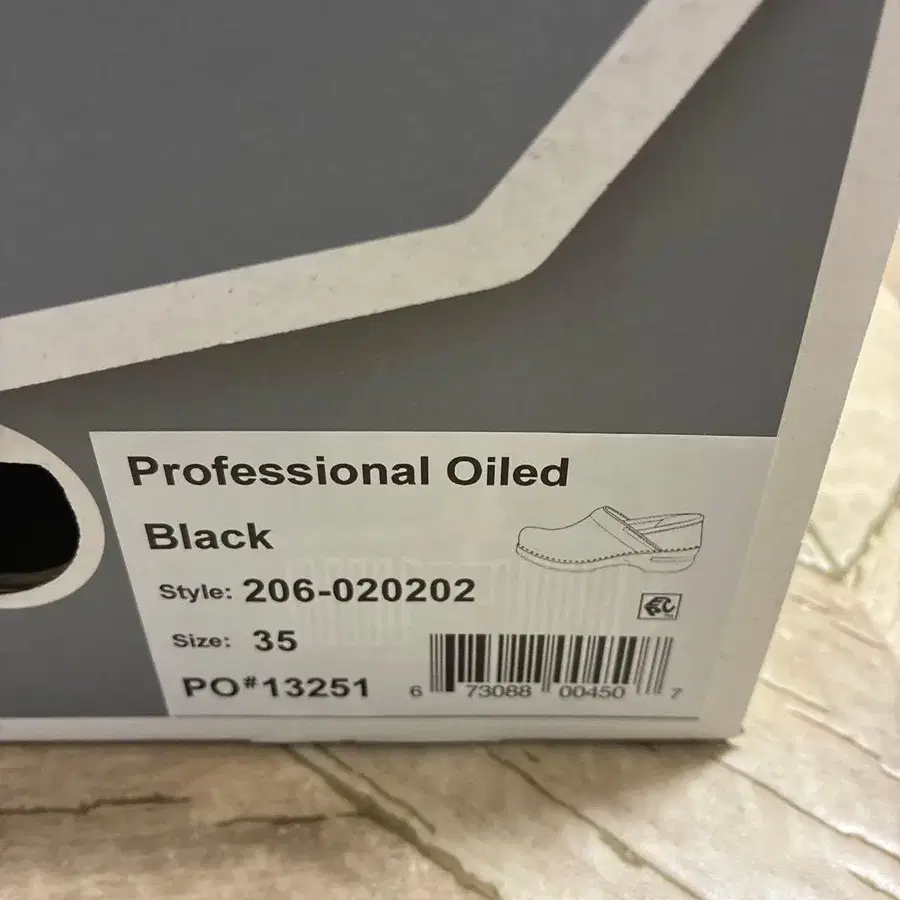 Professional Oiled
Black
Style: 206-020202
Size: 35
PO#13251
6 73088 00450 7